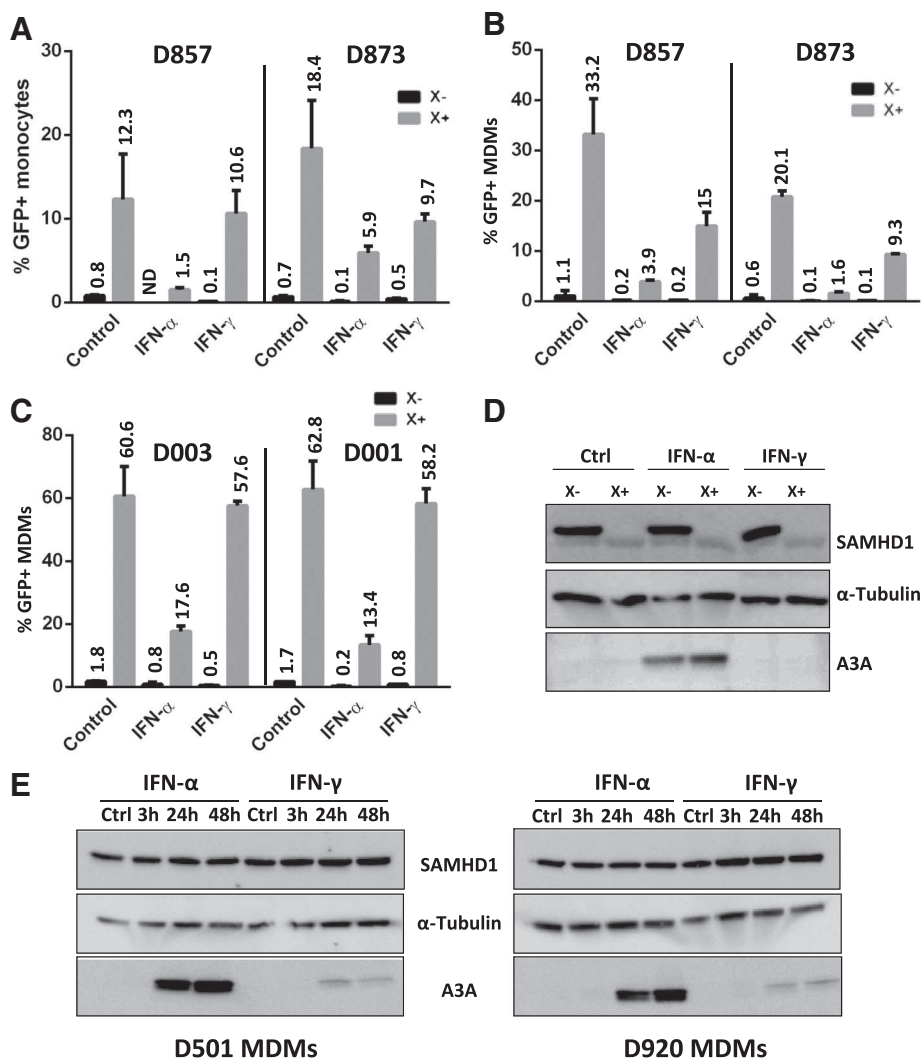 A
D857
D873
X-
X+
% GFP+ monocytes
30
20
10
0
0.8
12.3
ND
1.5
0.1
10.6
0.7
18.4
0.1
5.9
0.5
9.7
Control
IFN-α
IFN-γ
Control
IFN-α
IFN-γ
B
D857
D873
X-
X+
% GFP+ MDMs
50
40
30
20
10
0
1.1
33.2
0.2
3.9
0.2
15
0.6
20.1
0.1
1.6
0.1
9.3
Control
IFN-α
IFN-γ
Control
IFN-α
IFN-γ
C
X-
X+
D003
D001
% GFP+ MDMs
80
60
40
20
0
1.8
60.6
0.8
17.6
0.5
57.6
1.7
62.8
0.2
13.4
0.8
58.2
Control
IFN-α
IFN-γ
Control
IFN-α
IFN-γ
D
Ctrl IFN-α IFN-γ
X- X+ X- X+ X- X+
SAMHD1
α-Tubulin
A3A
E
IFN-α IFN-γ
Ctrl 3h 24h 48h Ctrl 3h 24h 48h
SAMHD1
α-Tubulin
A3A
D501 MDMs
IFN-α IFN-γ
Ctrl 3h 24h 48h Ctrl 3h 24h 48h
D920 MDMs